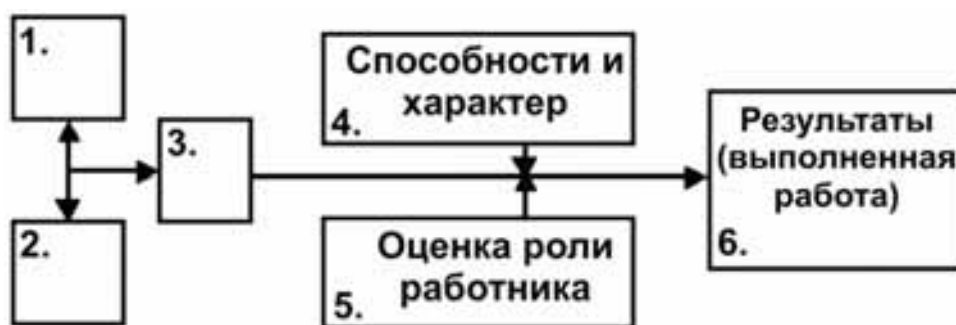 1.
2.
3.
Способности и
характер
4.
Оценка роли
работника
5.
Результаты
(выполненная
работа)
6.